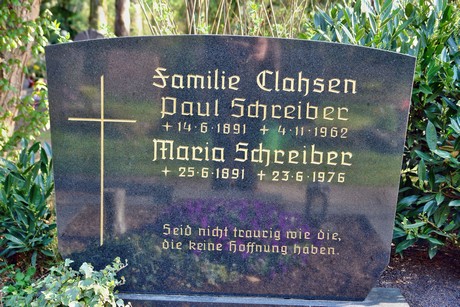 Familie Clahsen
Paul Schreiber
+ 14·6·1891 + 4·11·1962
Maria Schreiber
+ 25·6·1891 + 23·6·1976
Seid nicht traurig wie die,
die keine Hoffnung haben.